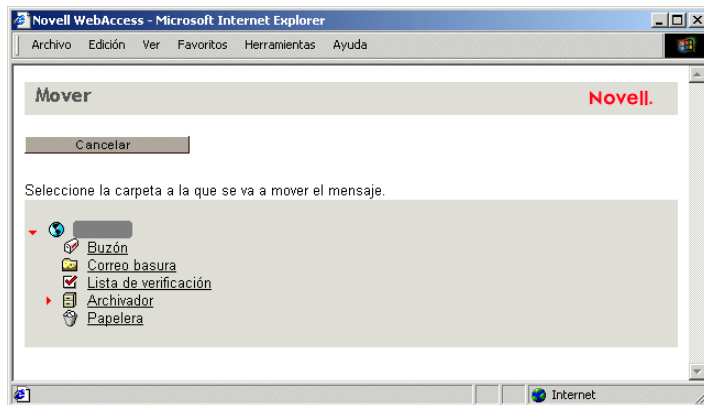 Novell WebAccess - Microsoft Internet Explorer
Archivo Edición Ver Favoritos Herramientas Ayuda
Mover
Novell.
Cancelar
Seleccione la carpeta a la que se va a mover el mensaje.
Buzón
Correo basura
Lista de verificación
Archivador
Papelera
Internet